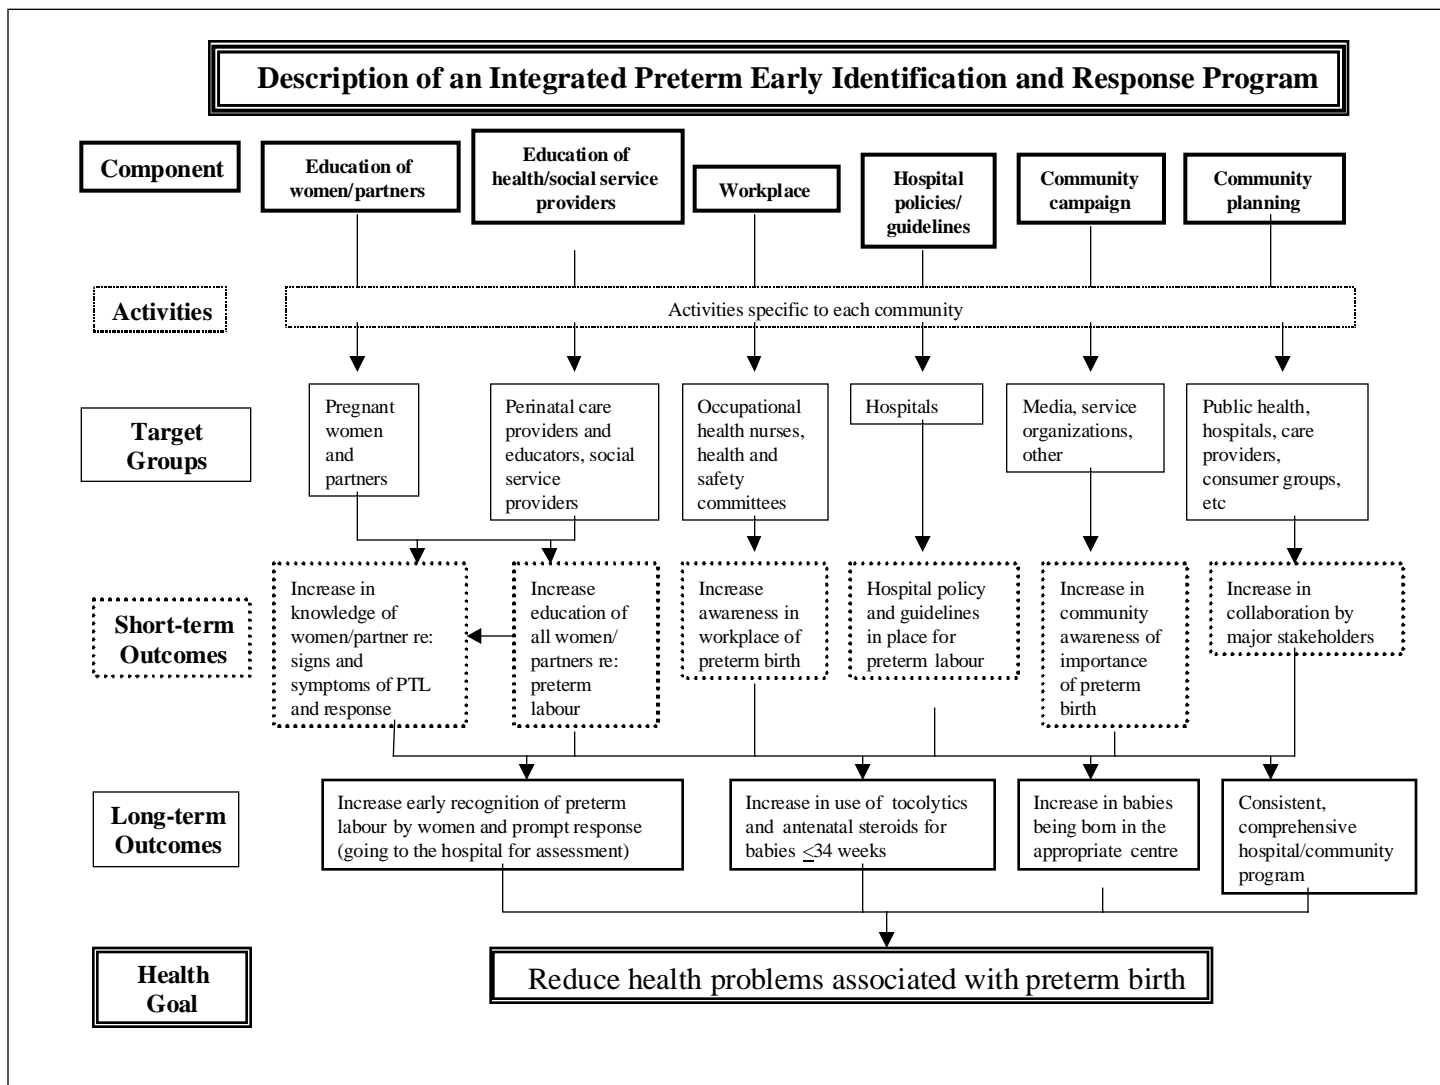 Description of an Integrated Preterm Early Identification and Response Program
Component
Education of
women/partners
Education of
health/social service
providers
Workplace
Hospital
policies/
guidelines
Community
campaign
Community
planning
Activities
Activities specific to each community
Target
Groups
Pregnant
women
and
partners
Perinatal care
providers and
educators, social
service
providers
Occupational
health nurses,
health and
safety
committees
Hospitals
Media, service
organizations,
other
Public health,
hospitals, care
providers,
consumer groups,
etc
Short-term
Outcomes
Increase in
knowledge of
women/partner re:
signs and
symptoms of PTL
and response
Increase
education of
all women/
partners re:
preterm
labour
Increase
awareness in
workplace of
preterm birth
Hospital policy
and guidelines
in place for
preterm labour
Increase in
community
awareness of
importance
of preterm
birth
Increase in
collaboration by
major stakeholders
Long-term
Outcomes
Increase early recognition of preterm
labour by women and prompt response
(going to the hospital for assessment)
Increase in use of tocolytics
and antenatal steroids for
babies <34 weeks
Increase in babies
being born in the
appropriate centre
Consistent,
comprehensive
hospital/community
program
Health
Goal
Reduce health problems associated with preterm birth